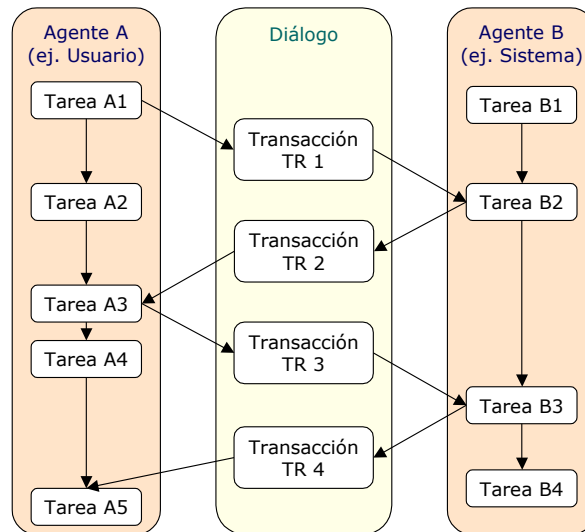 Agente A
(ej. Usuario)
Tarea A1
Tarea A2
Tarea A3
Tarea A4
Tarea A5
Diálogo
Transacción
TR 1
Transacción
TR 2
Transacción
TR 3
Transacción
TR 4
Agente B
(ej. Sistema)
Tarea B1
Tarea B2
Tarea B3
Tarea B4